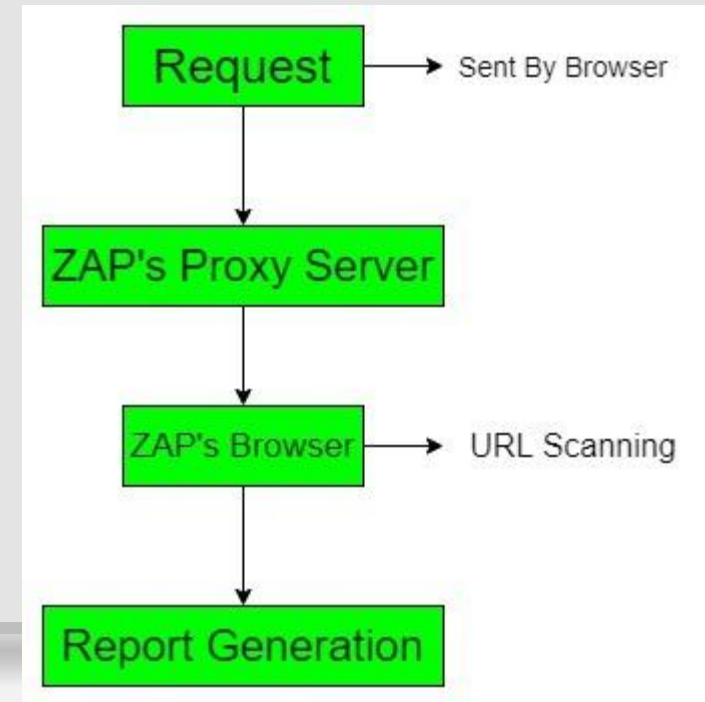 Request
Sent By Browser
ZAP's Proxy Server
ZAP's Browser
URL Scanning
Report Generation